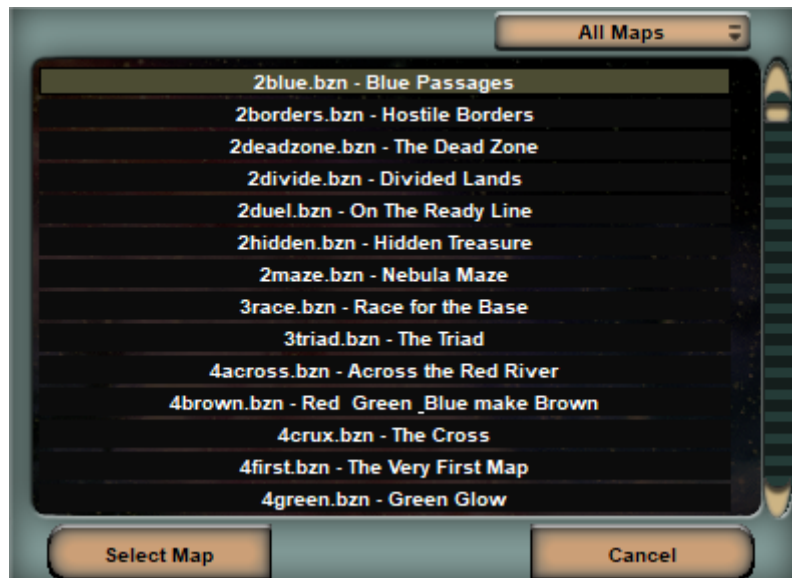 All Maps
2blue.bzn - Blue Passages
2borders.bzn - Hostile Borders
2deadzone.bzn - The Dead Zone
2divide.bzn - Divided Lands
2duel.bzn - On The Ready Line
2hidden.bzn - Hidden Treasure
2maze.bzn - Nebula Maze
3race.bzn - Race for the Base
3triad.bzn - The Triad
4across.bzn - Across the Red River
4brown.bzn - Red  Green _Blue make Brown
4crux.bzn - The Cross
4first.bzn - The Very First Map
4green.bzn - Green Glow
Select Map
Cancel